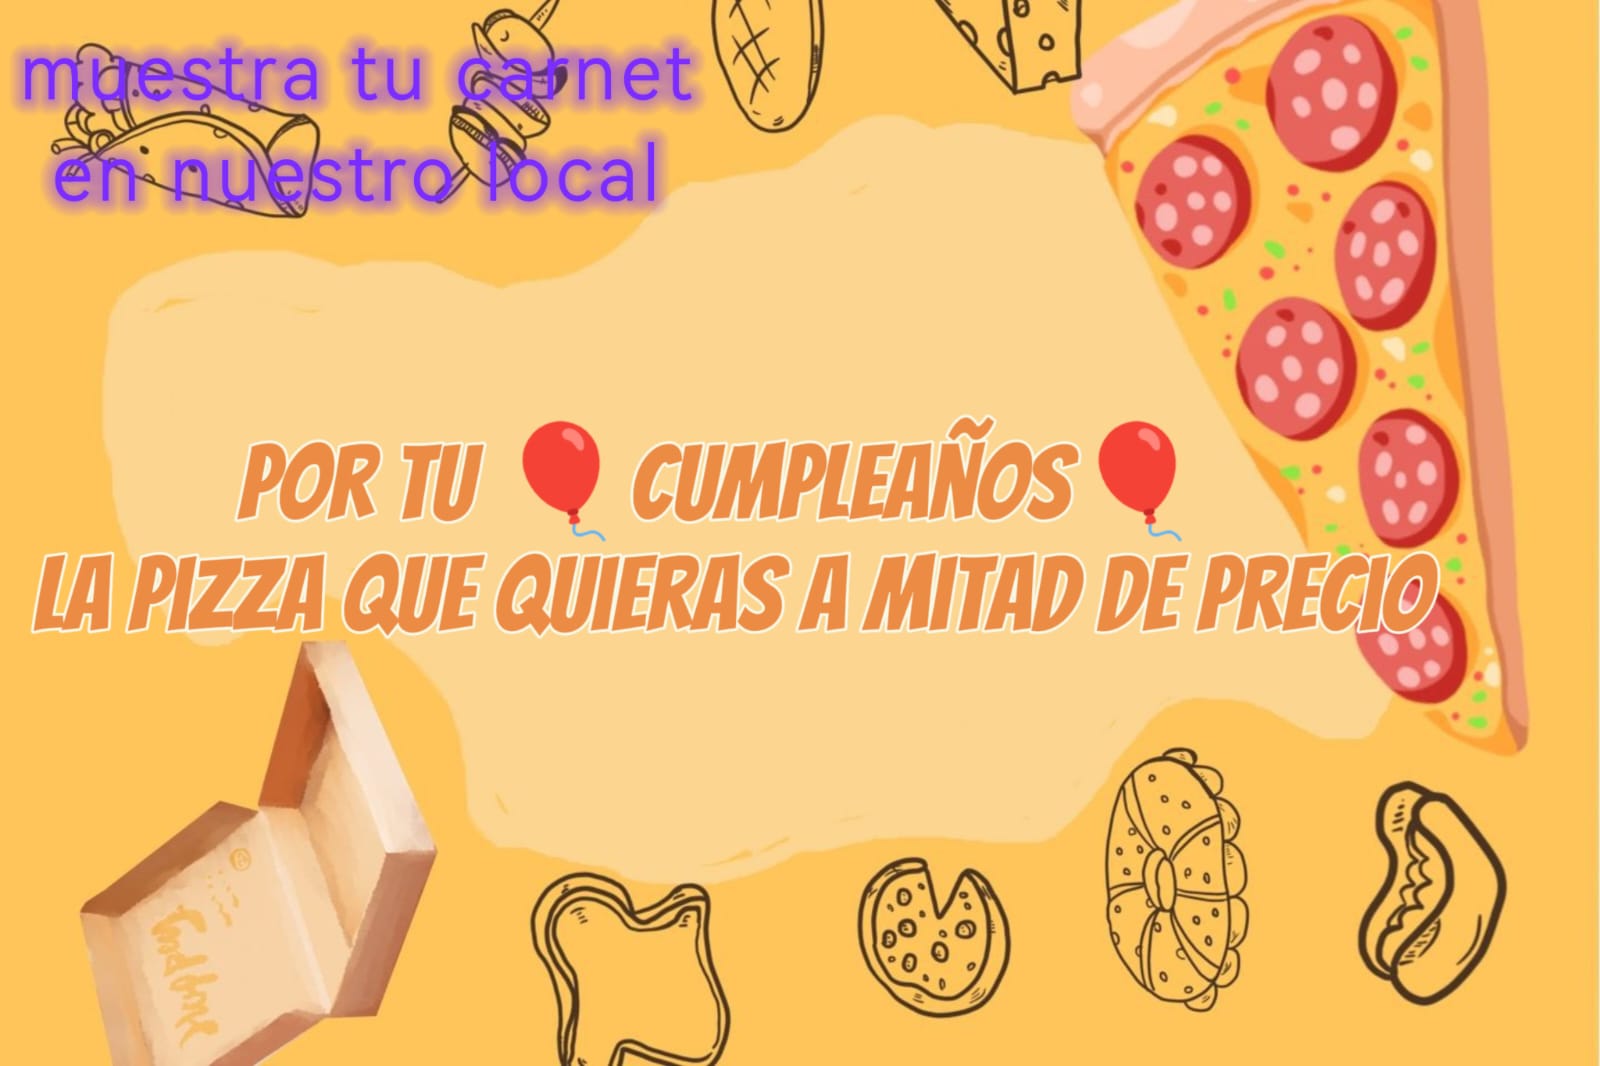 muestra tu carnet
en nuestro local
POR TU 🎈 CUMPLEAÑOS🎈
LA PIZZA QUE QUIERAS A MITAD DE PRECIO